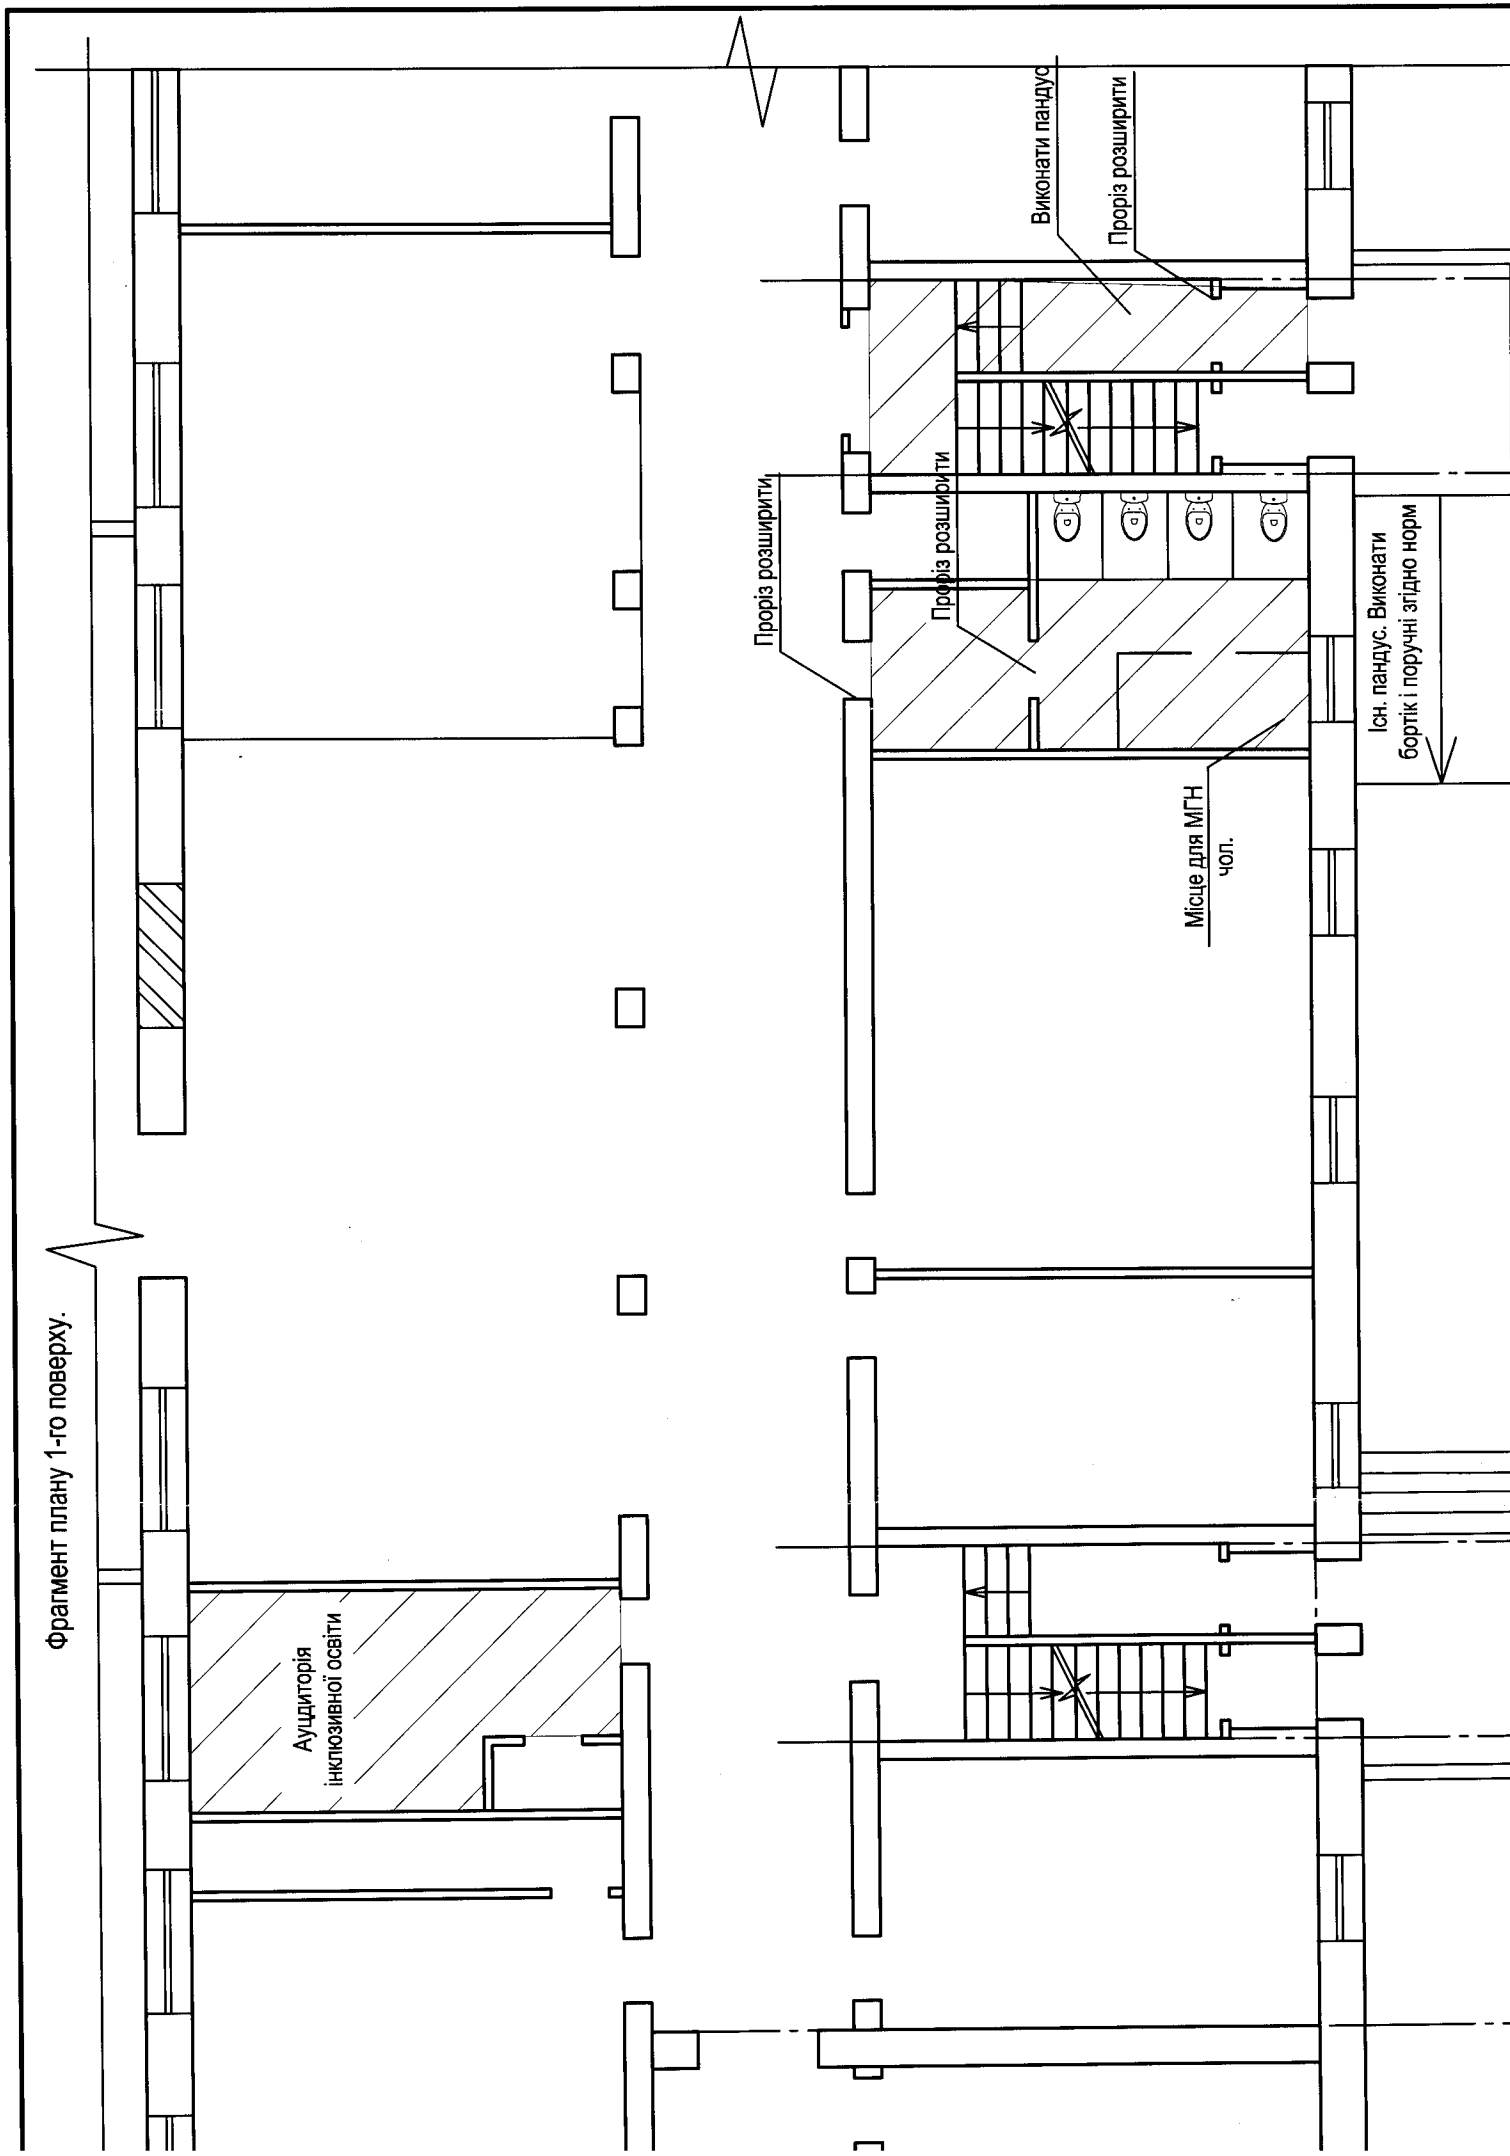 Фрагмент плану 1-го поверху.
Ауцдиторія
інклюзивної освіти
Проріз розширити
Проріз розширити
Виконати пандус
Проріз розширити
Місце для МГН
чол.
Існ. пандус. Виконати
бортік і поручні згідно норм